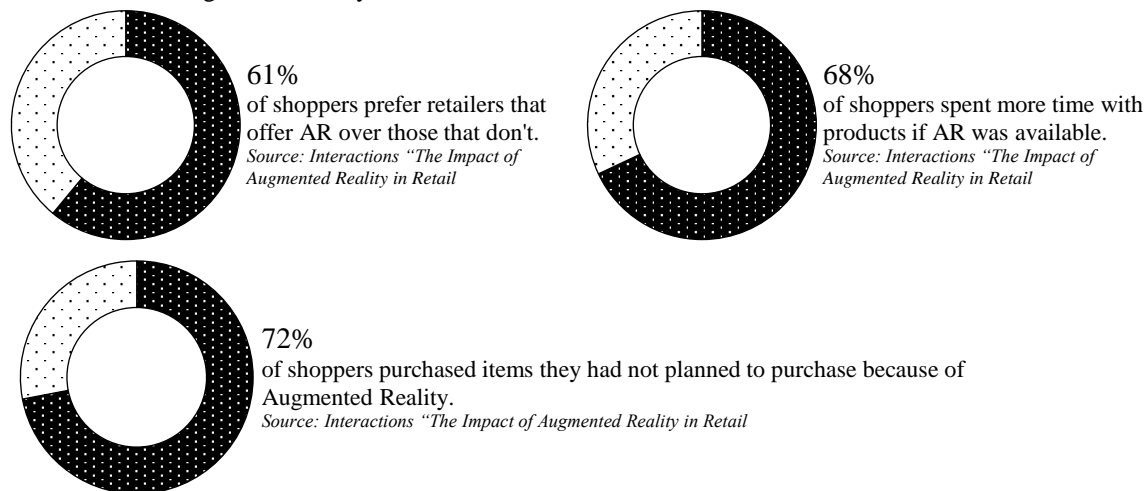 61%
of shoppers prefer retailers that
offer AR over those that don't.
Source: Interactions “The Impact of
Augmented Reality in Retail
68%
of shoppers spent more time with
products if AR was available.
Source: Interactions “The Impact of
Augmented Reality in Retail
72%
of shoppers purchased items they had not planned to purchase because of
Augmented Reality.
Source: Interactions “The Impact of Augmented Reality in Retail